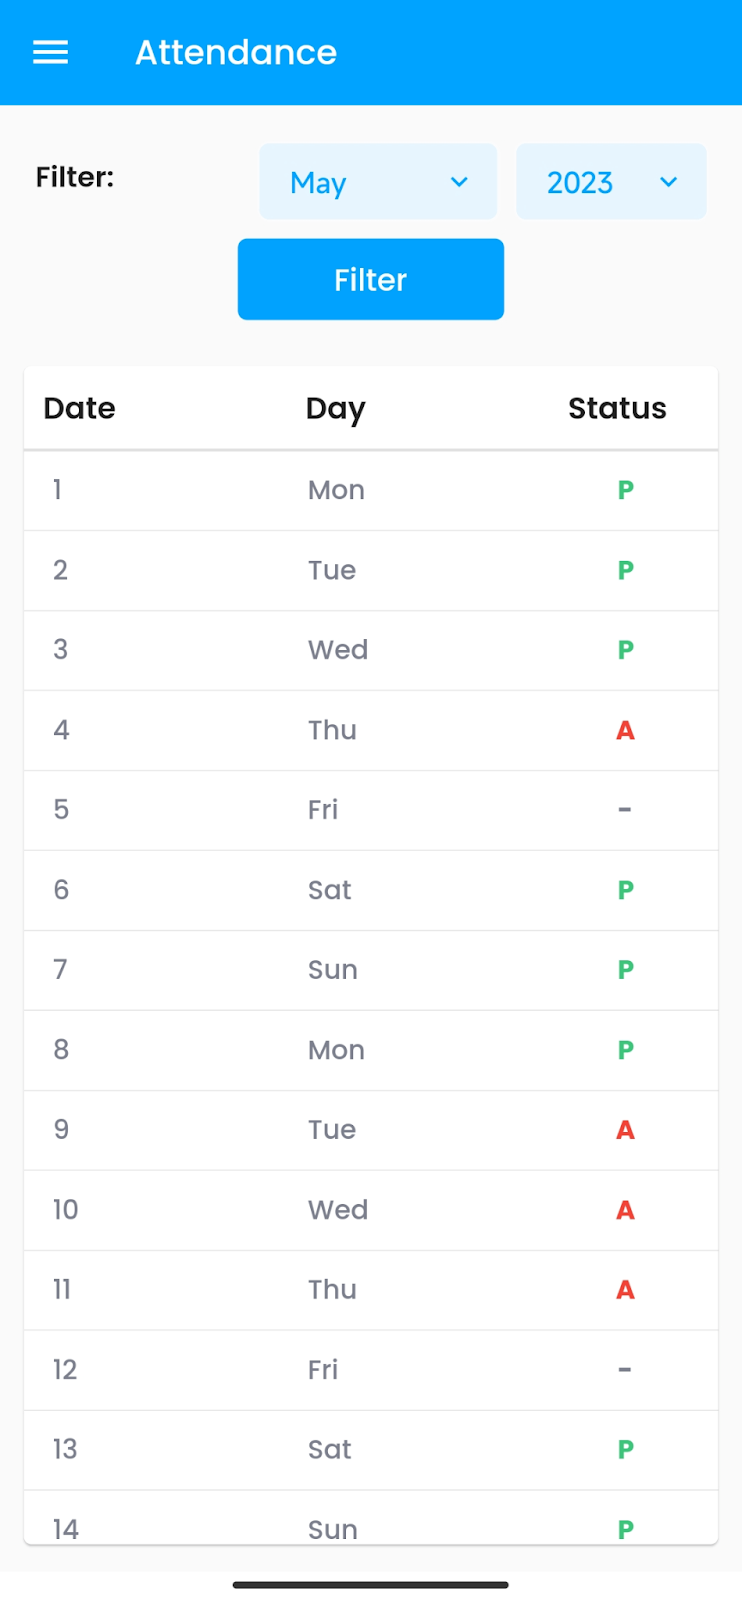 Attendance
Filter:
May
2023
Filter
Date Day Status
1 Mon P
2 Tue P
3 Wed P
4 Thu A
5 Fri -
6 Sat P
7 Sun P
8 Mon P
9 Tue A
10 Wed A
11 Thu A
12 Fri -
13 Sat P
14 Sun P